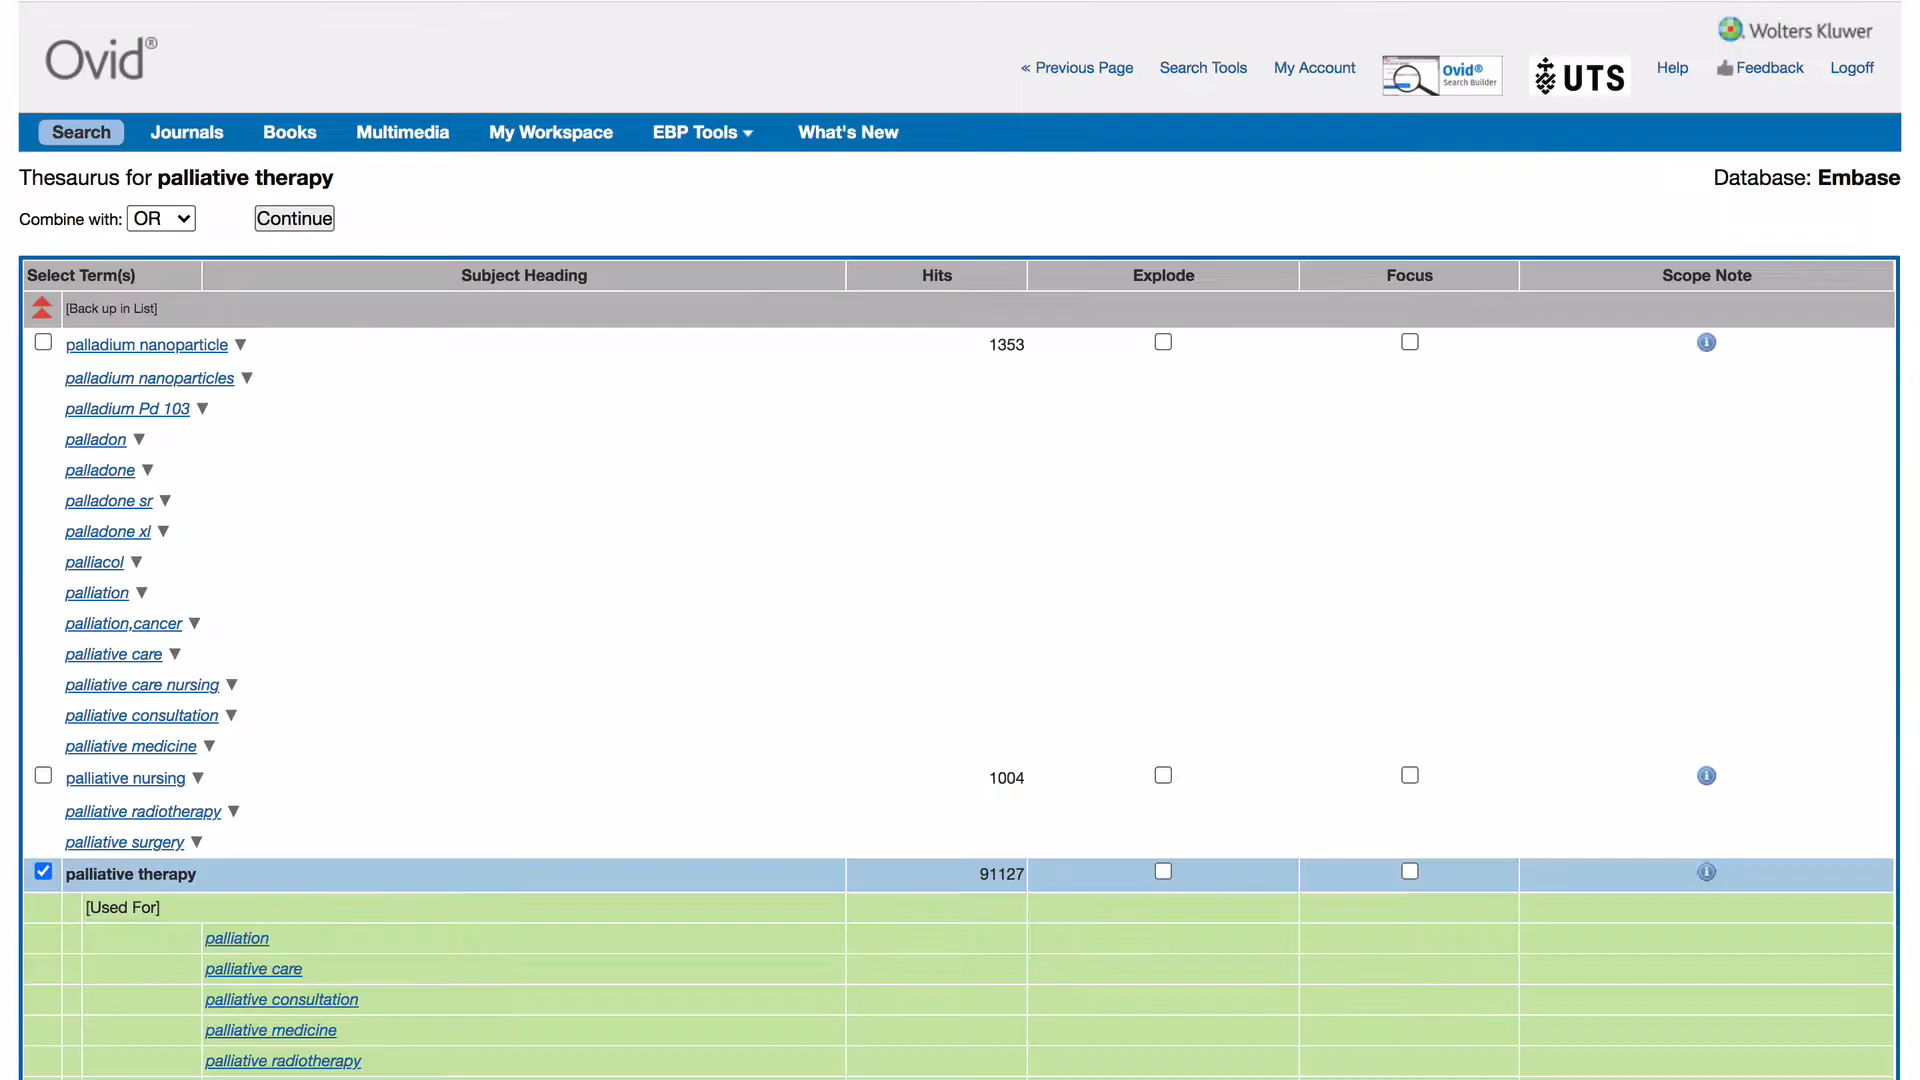 Wolters Kluwer
Ovid®
« Previous Page Search Tools My Account Ovid® Search Builder UTS Help Feedback Logoff
Search Journals Books Multimedia My Workspace EBP Tools What's New
Thesaurus for palliative therapy Database: Embase
Combine with: OR Continue
Select Term(s) Subject Heading Hits Explode Focus Scope Note
[Back up in List]
palladium nanoparticle 1353
palladium nanoparticles
palladium Pd 103
palladon
palladone
palladone sr
palladone xl
palliacol
palliation
palliation,cancer
palliative care
palliative care nursing
palliative consultation
palliative medicine
palliative nursing 1004
palliative radiotherapy
palliative surgery
palliative therapy 91127
[Used For]
palliation
palliative care
palliative consultation
palliative medicine
palliative radiotherapy